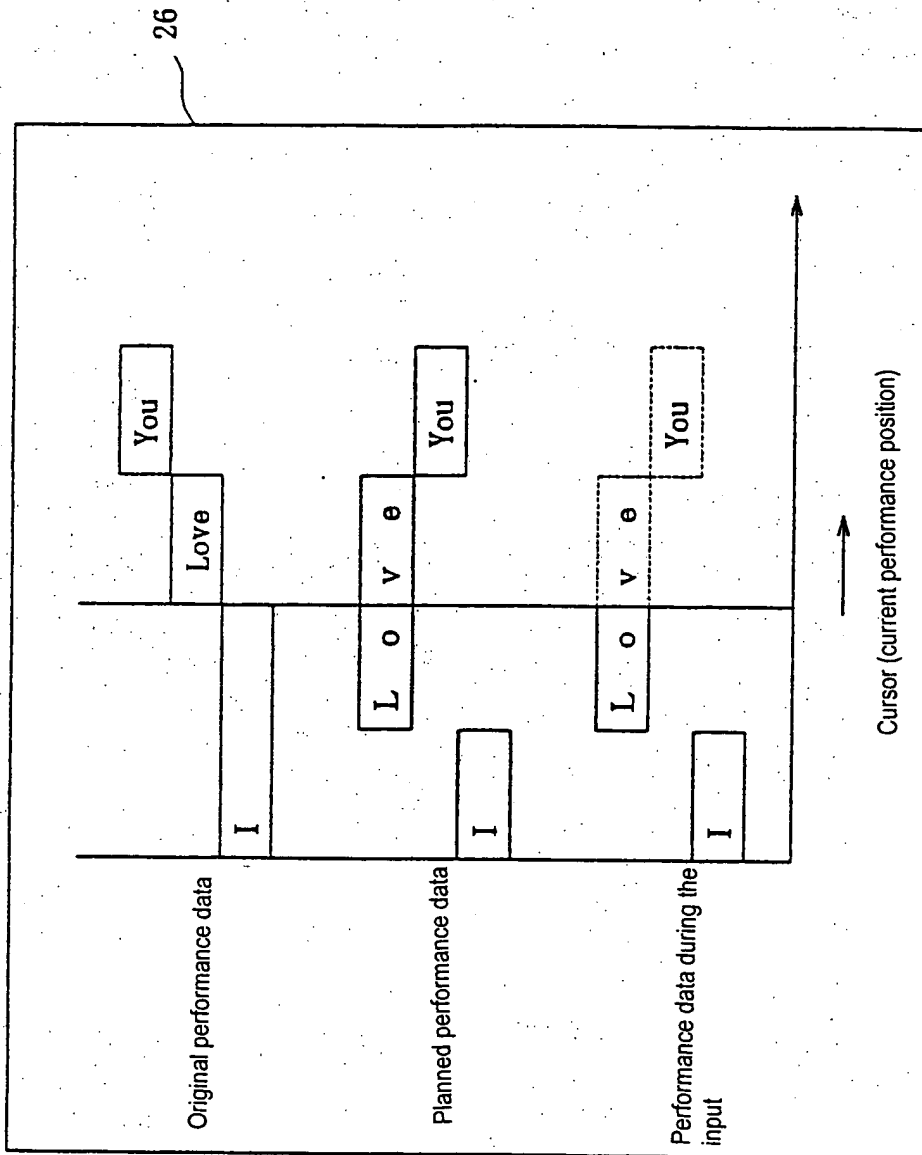 26
Original performance data
I
Love
You
Planned performance data
I
L o v e
You
Performance data during the
input
I
L o v e
You
Cursor (current performance position)